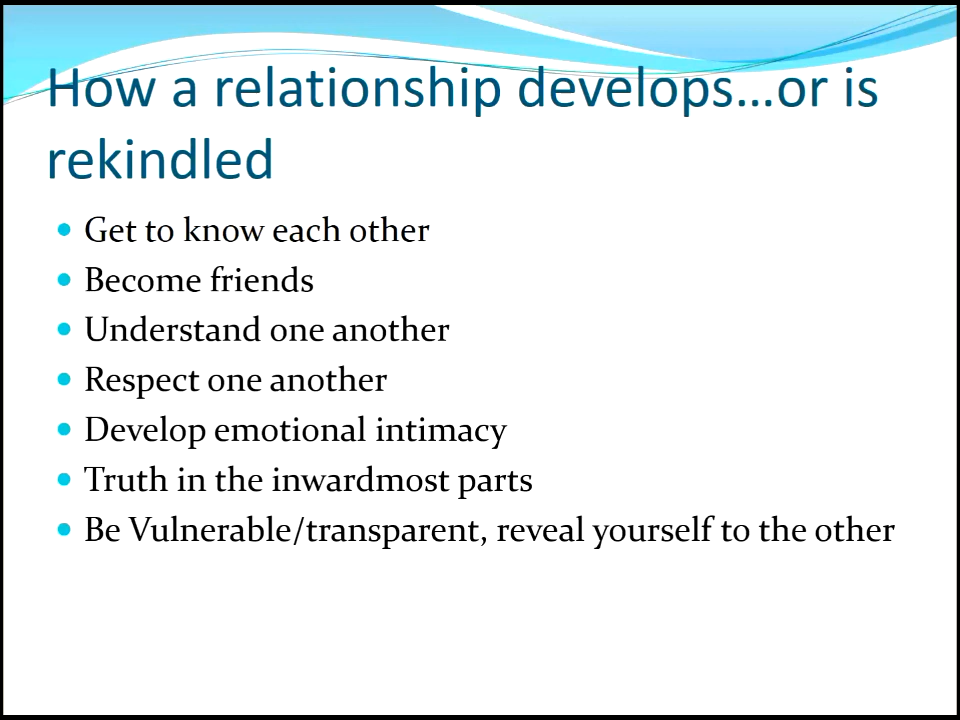 How a relationship develops...or is
rekindled
Get to know each other
Become friends
Understand one another
Respect one another
Develop emotional intimacy
Truth in the inwardmost parts
Be Vulnerable/transparent, reveal yourself to the other